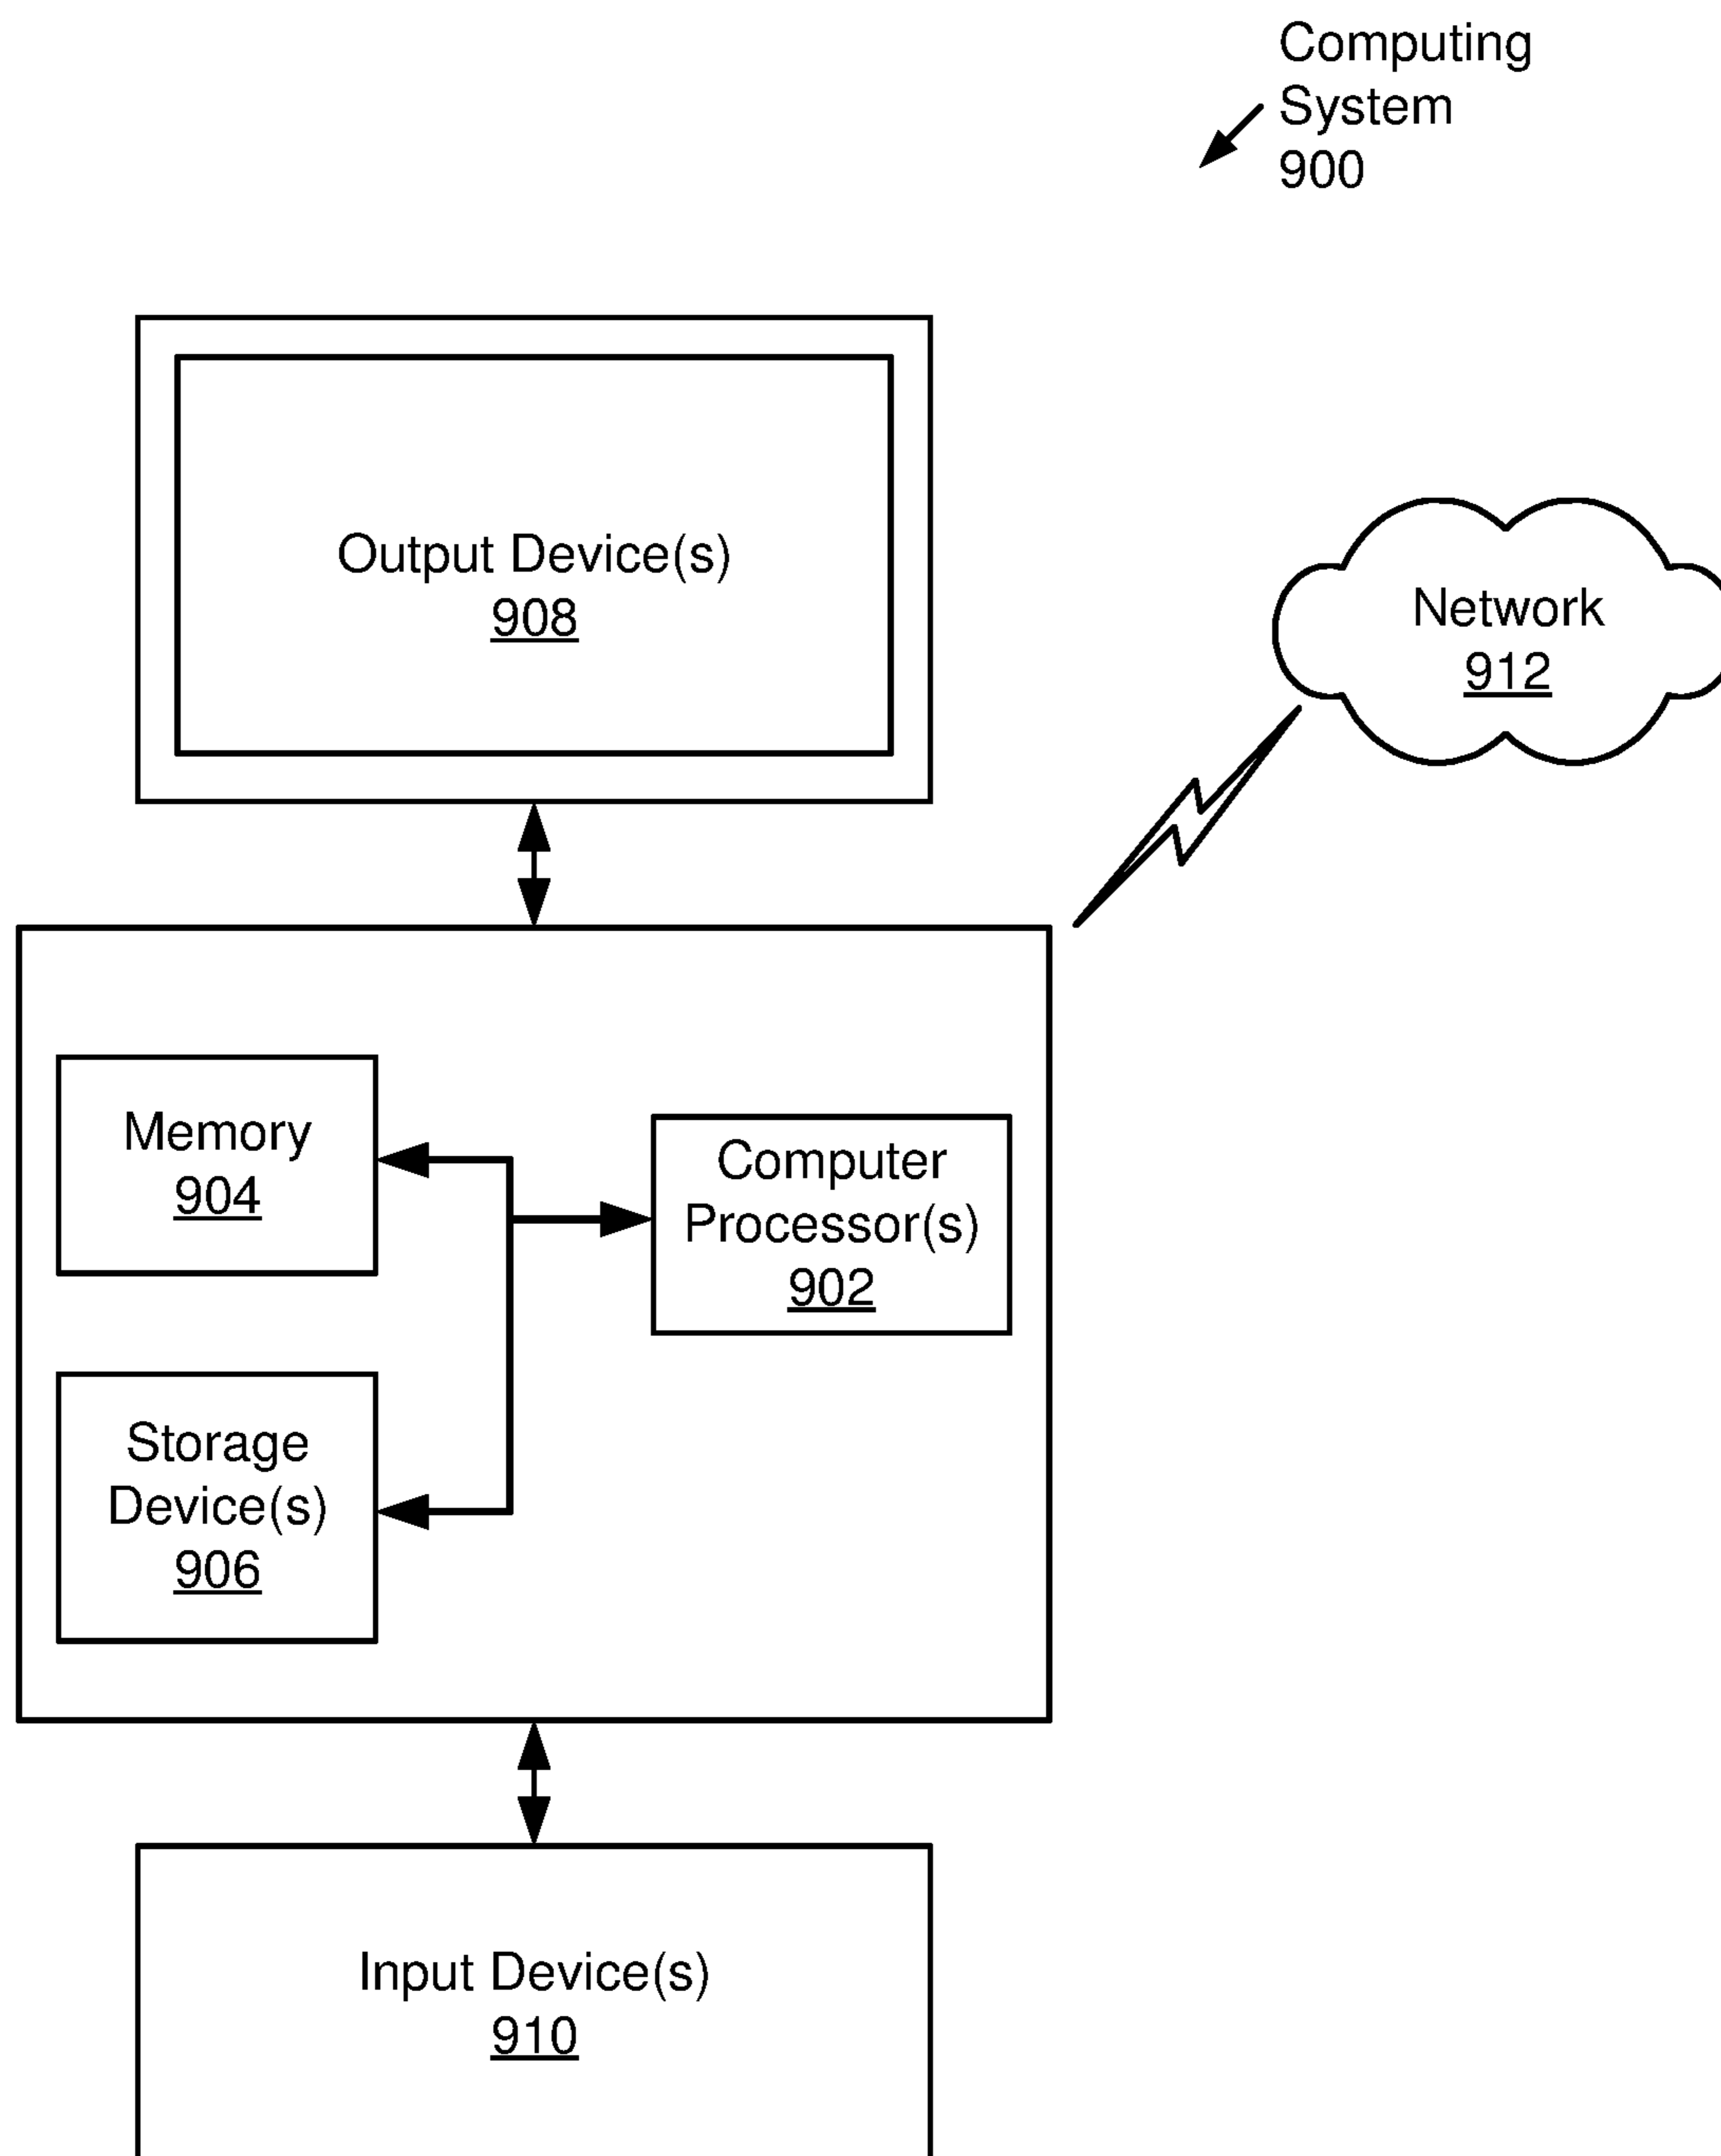 Computing
System
900
Output Device(s)
908
Network
912
Memory
904
Computer
Processor(s)
902
Storage
Device(s)
906
Input Device(s)
910